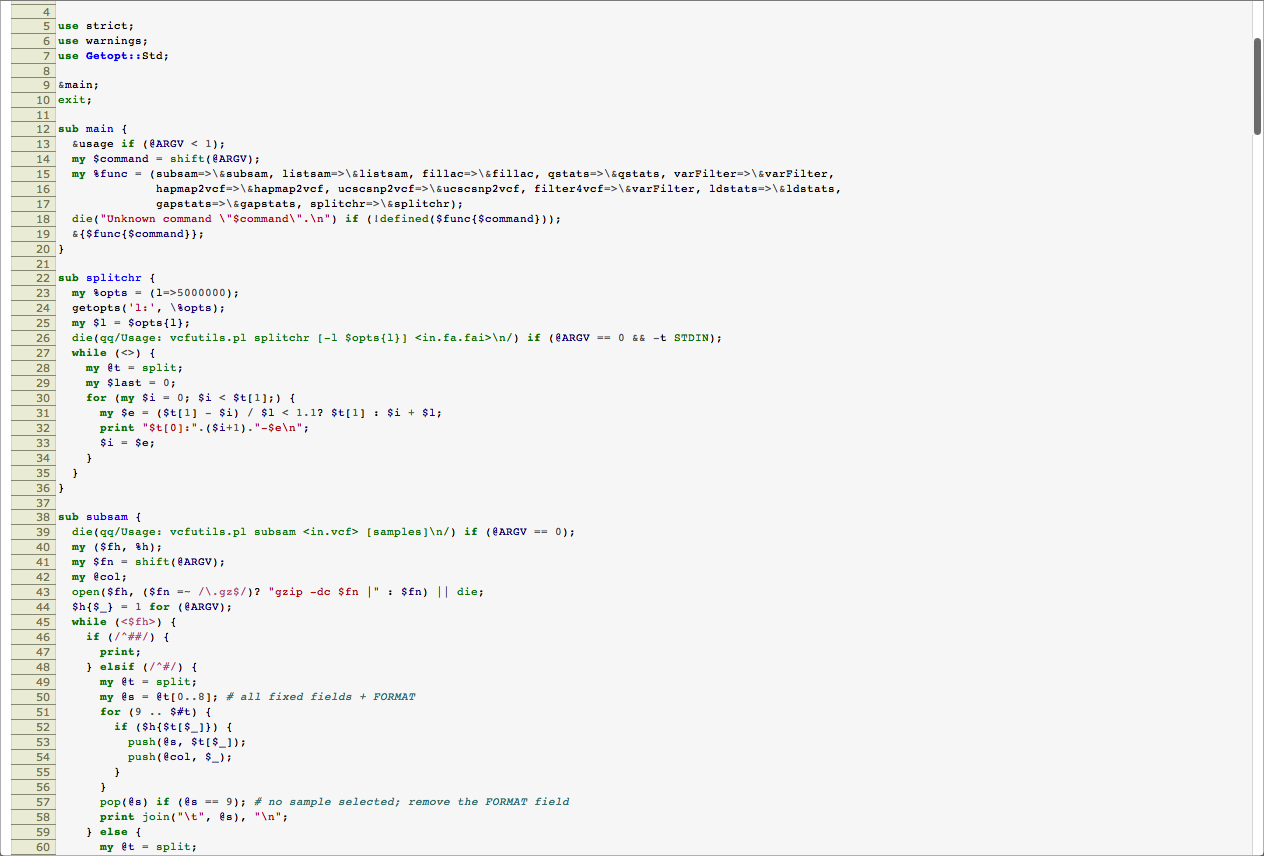 4
5 use strict;
6 use warnings;
7 use Getopt::Std;
8
9 &main;
10 exit;
11
12 sub main {
13   &usage if (@ARGV < 1);
14   my $command = shift(@ARGV);
15   my %func = (subsam=>\&subsam, listsam=>\&listsam, fillac=>\&fillac, qstats=>\&qstats, varFilter=>\&varFilter,
16               hapmap2vcf=>\&hapmap2vcf, ucscsnp2vcf=>\&ucscsnp2vcf, filter4vcf=>\&varFilter, ldstats=>\&ldstats,
17               gapstats=>\&gapstats, splitchr=>\&splitchr);
18   die("Unknown command \"$command\".\n") if (!defined($func{$command}));
19   &{$func{$command}};
20 }
21
22 sub splitchr {
23   my %opts = (l=>5000000);
24   getopts('l:', \%opts);
25   my $l = $opts{l};
26   die(qq/Usage: vcfutils.pl splitchr [-l $opts{l}] <in.fa.fai>\n/) if (@ARGV == 0 && -t STDIN);
27   while (<>) {
28     my @t = split;
29     my $last = 0;
30     for (my $i = 0; $i < $t[1];) {
31       my $e = ($t[1] - $i) / $l < 1.1? $t[1] : $i + $l;
32       print "$t[0]:".($i+1)."-$e\n";
33       $i = $e;
34     }
35   }
36 }
37
38 sub subsam {
39   die(qq/Usage: vcfutils.pl subsam <in.vcf> [samples]\n/) if (@ARGV == 0);
40   my ($fh, %h);
41   my $fn = shift(@ARGV);
42   my @col;
43   open($fh, ($fn =~ /\.gz$/)? "gzip -dc $fn |" : $fn) || die;
44   $h{$_} = 1 for (@ARGV);
45   while (<$fh>) {
46     if (/^##/) {
47       print;
48     } elsif (/^#/) {
49       my @t = split;
50       my @s = @t[0..8]; # all fixed fields + FORMAT
51       for (9 .. $#t) {
52         if ($h{$t[$_]}) {
53           push(@s, $t[$_]);
54           push(@col, $_);
55         }
56       }
57       pop(@s) if (@s == 9); # no sample selected; remove the FORMAT field
58       print join("\t", @s), "\n";
59     } else {
60       my @t = split;